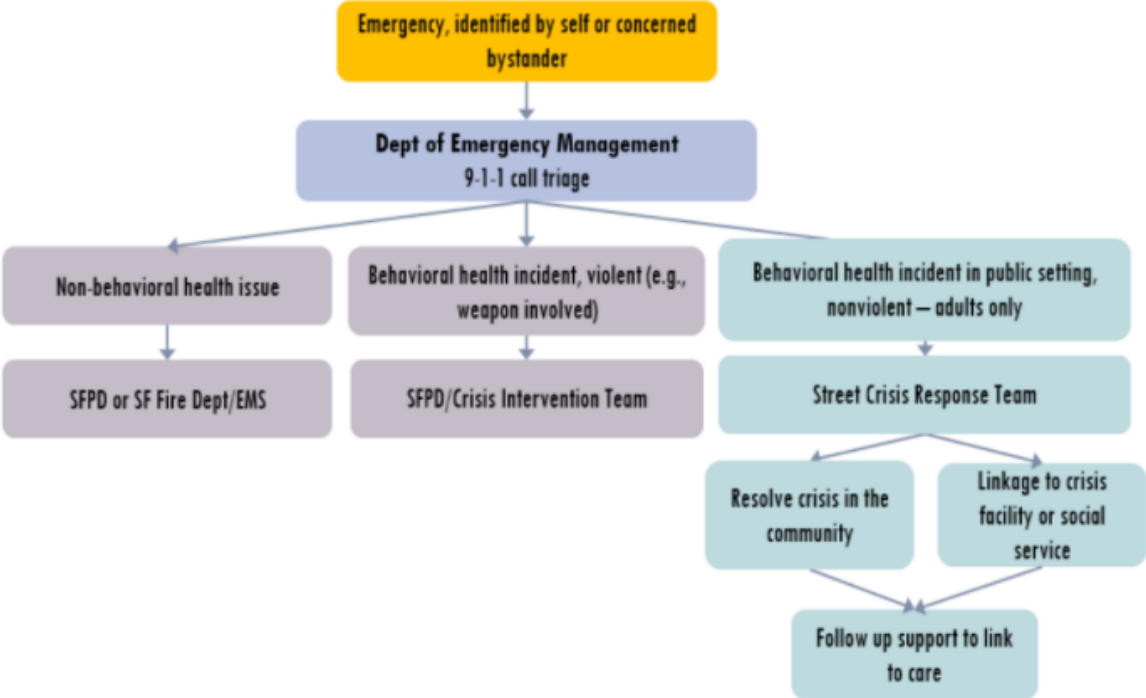 Emergency, identified by self or concerned
bystander
Dept of Emergency Management
9-1-1 call triage
Non-behavioral health issue
Behavioral health incident, violent (e.g.,
weapon involved)
Behavioral health incident in public setting,
nonviolent – adults only
SFPD or SF Fire Dept/EMS
SFPD/Crisis Intervention Team
Street Crisis Response Team
Resolve crisis in the
community
Linkage to crisis
facility or social
service
Follow up support to link
to care